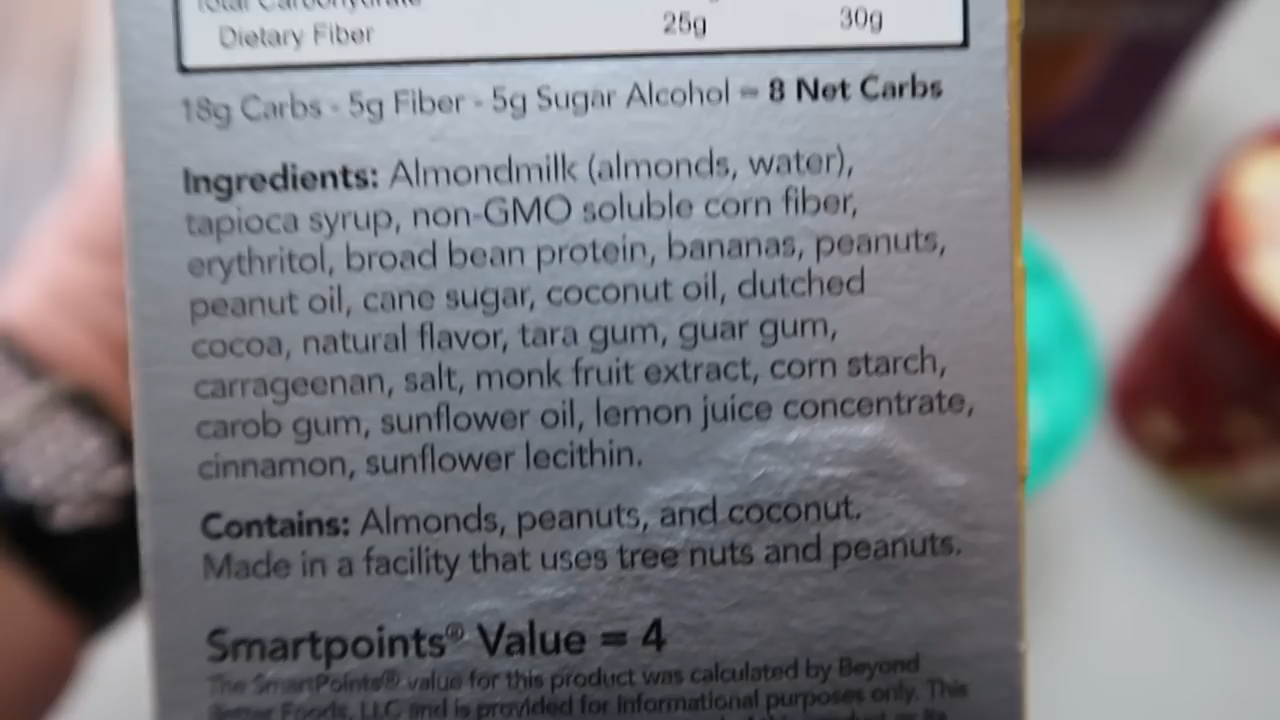 Total Carbohydrate
Dietary Fiber 25g 30g
18g Carbs - 5g Fiber - 5g Sugar Alcohol = 8 Net Carbs
Ingredients: Almondmilk (almonds, water),
tapioca syrup, non-GMO soluble corn fiber,
erythritol, broad bean protein, bananas, peanuts,
peanut oil, cane sugar, coconut oil, dutched
cocoa, natural flavor, tara gum, guar gum,
carrageenan, salt, monk fruit extract, corn starch,
carob gum, sunflower oil, lemon juice concentrate,
cinnamon, sunflower lecithin.
Contains: Almonds, peanuts, and coconut.
Made in a facility that uses tree nuts and peanuts.
Smartpoints® Value = 4
The SmartPoints® value for this product was calculated by Beyond
Better Foods, LLC and is provided for informational purposes only. This